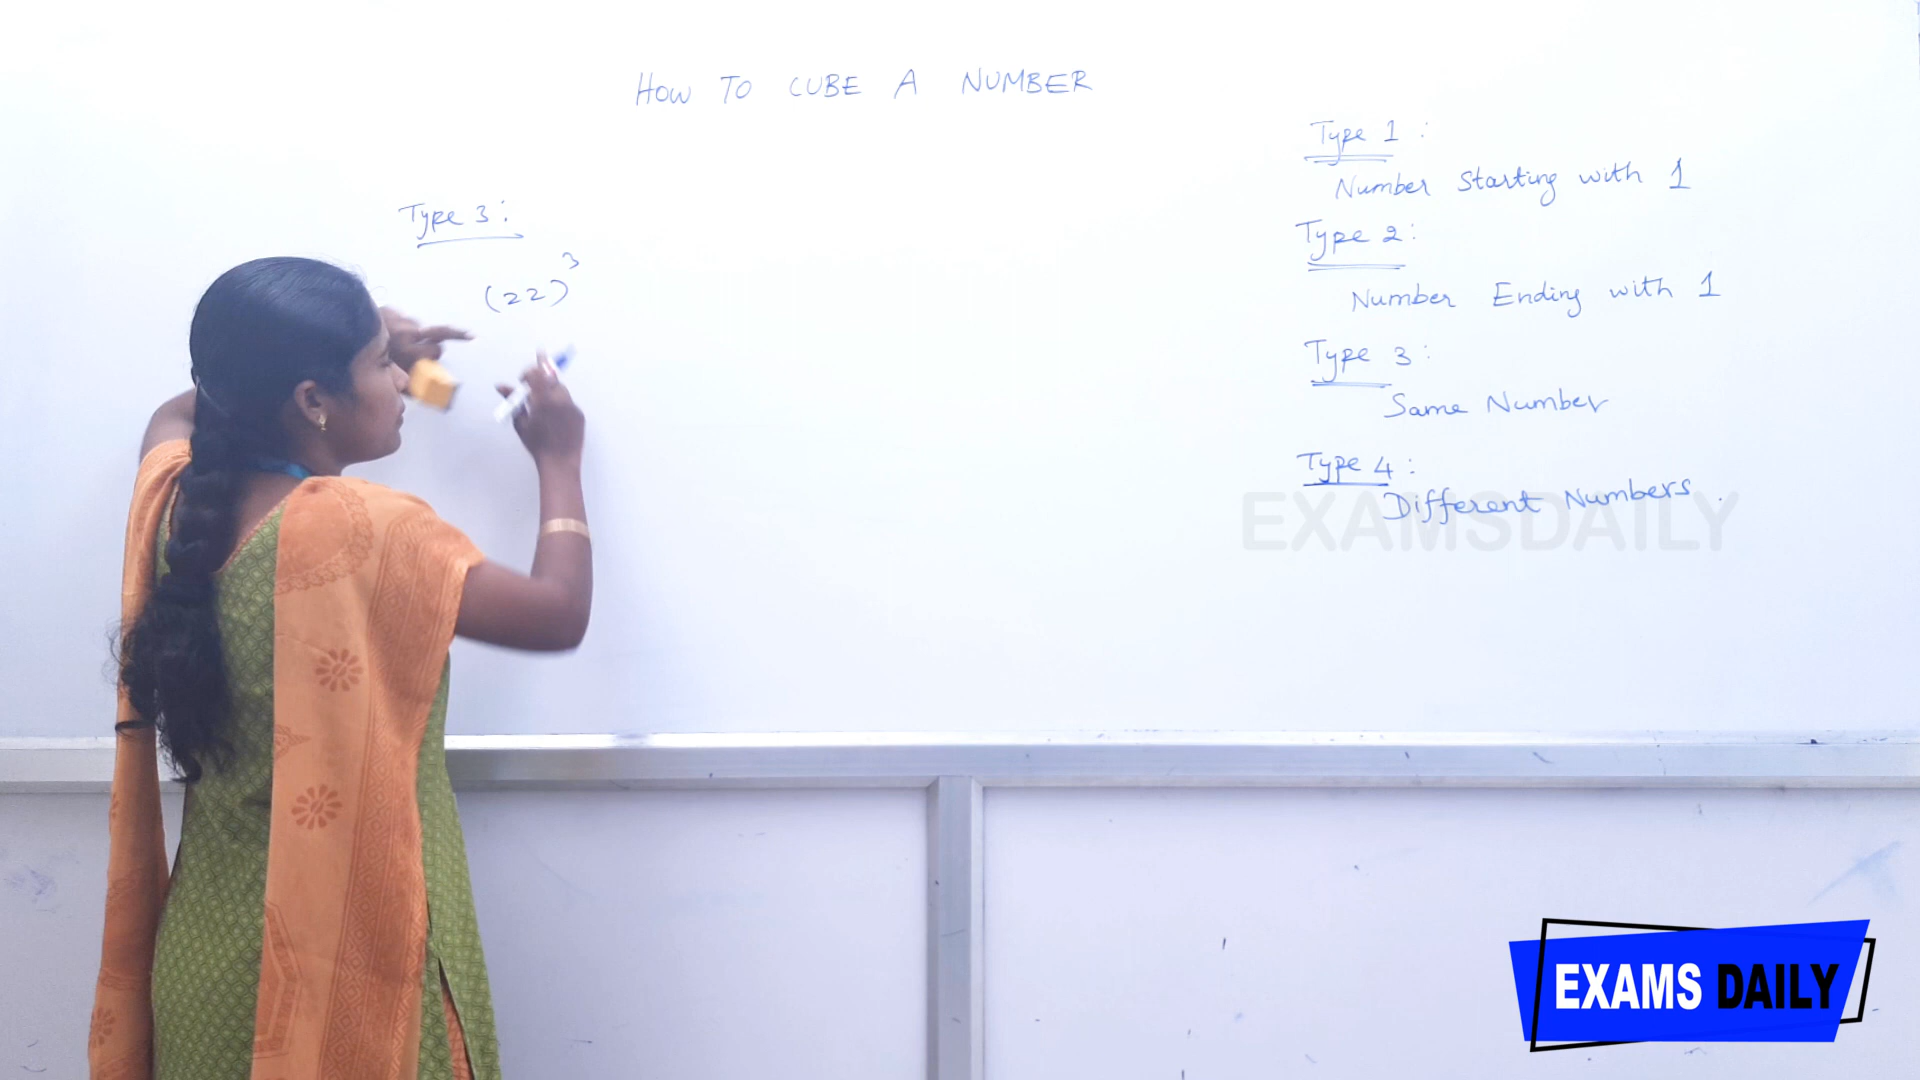 HOW TO CUBE A NUMBER
Type 3:
(22)³
Type 1 :
Number Starting with 1
Type 2:
Number Ending with 1
Type 3:
Same Number
Type 4 :
Different Numbers.
EXAMSDAILY
EXAMS DAILY